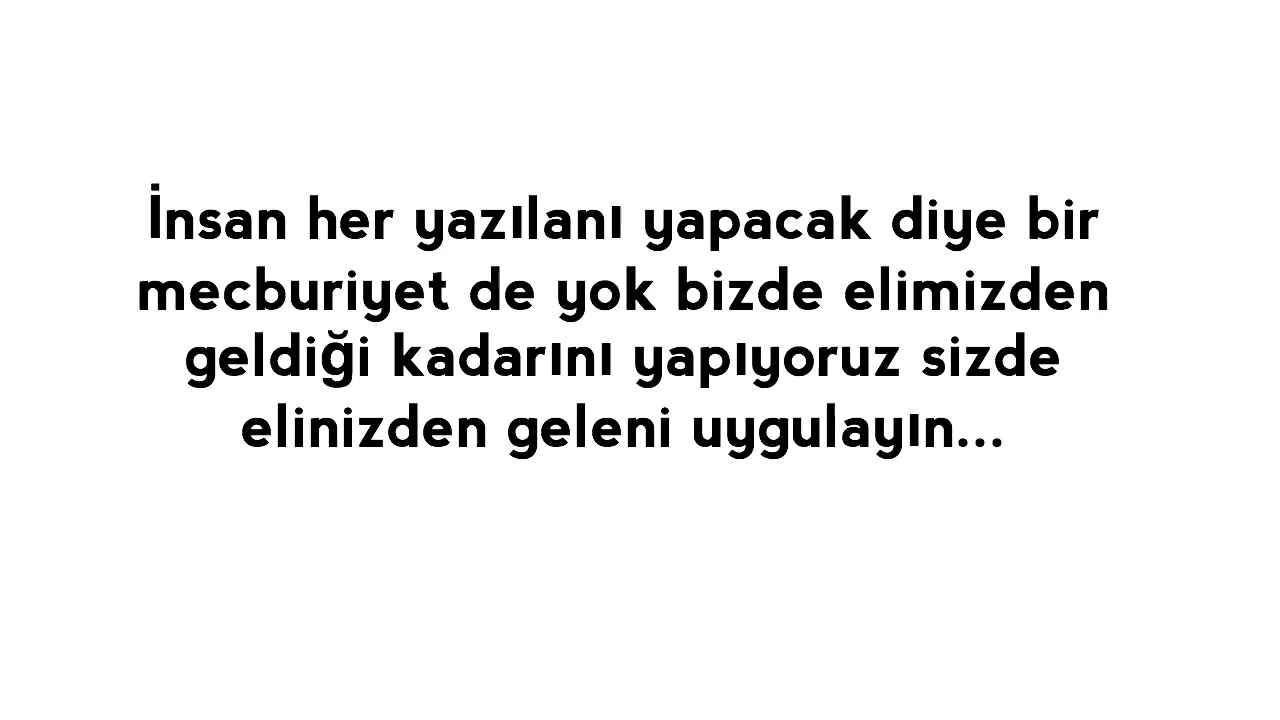 İnsan her yazılanı yapacak diye bir
mecburiyet de yok bizde elimizden
geldiği kadarını yapıyoruz sizde
elinizden geleni uygulayın...